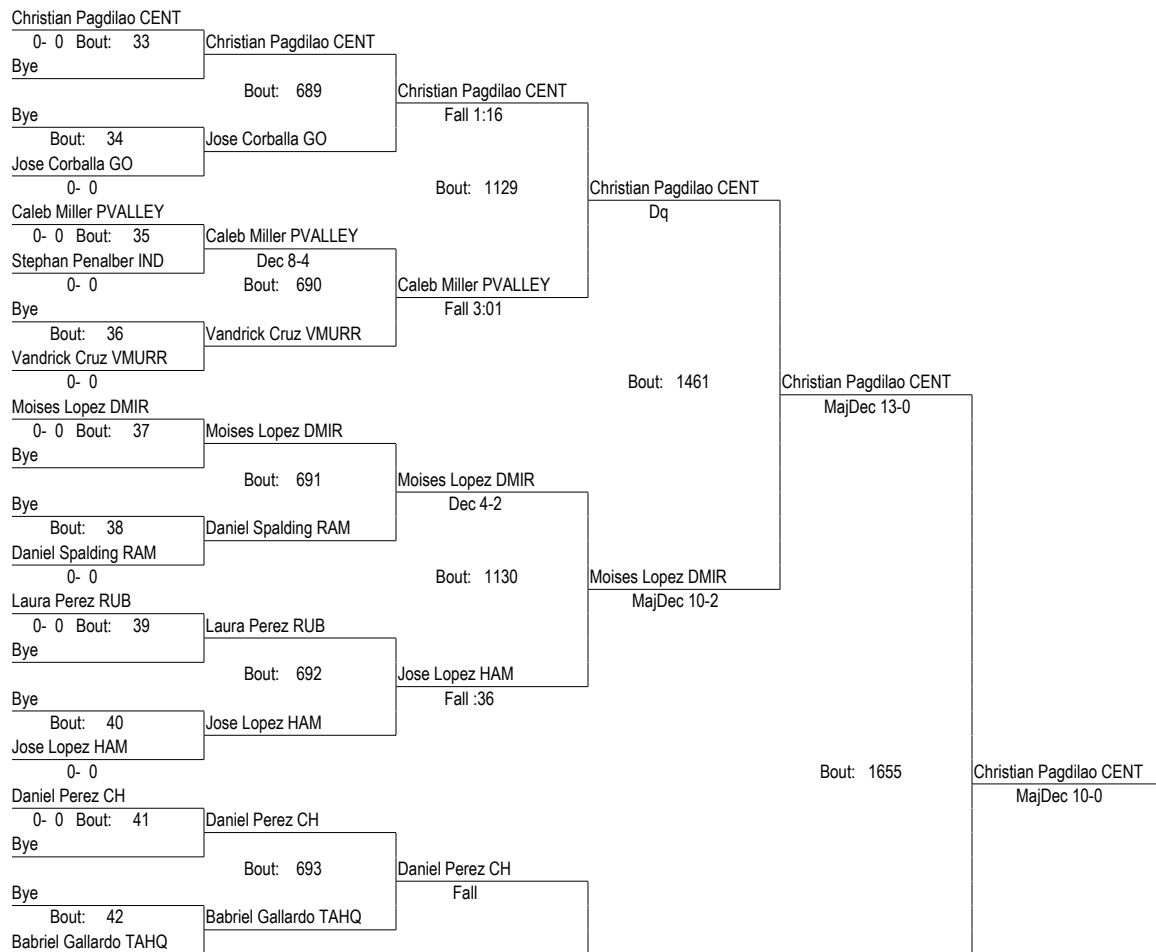 Christian Pagdilao CENT
0- 0 Bout: 33
Christian Pagdilao CENT
Bye
Bout: 689
Christian Pagdilao CENT
Bye
Fall 1:16
Bout: 34
Jose Corballa GO
Jose Corballa GO
0- 0
Bout: 1129
Christian Pagdilao CENT
Caleb Miller PVALLEY
Dq
0- 0 Bout: 35
Caleb Miller PVALLEY
Stephan Penalber IND
Dec 8-4
0- 0
Bout: 690
Caleb Miller PVALLEY
Bye
Fall 3:01
Bout: 36
Vandrick Cruz VMURR
Vandrick Cruz VMURR
0- 0
Bout: 1461
Christian Pagdilao CENT
Moises Lopez DMIR
MajDec 13-0
0- 0 Bout: 37
Moises Lopez DMIR
Bye
Bout: 691
Moises Lopez DMIR
Bye
Dec 4-2
Bout: 38
Daniel Spalding RAM
Daniel Spalding RAM
0- 0
Bout: 1130
Moises Lopez DMIR
Laura Perez RUB
MajDec 10-2
0- 0 Bout: 39
Laura Perez RUB
Bye
Bout: 692
Jose Lopez HAM
Bye
Fall :36
Bout: 40
Jose Lopez HAM
Jose Lopez HAM
0- 0
Bout: 1655
Christian Pagdilao CENT
Daniel Perez CH
MajDec 10-0
0- 0 Bout: 41
Daniel Perez CH
Bye
Bout: 693
Daniel Perez CH
Bye
Fall
Bout: 42
Babriel Gallardo TAHQ
Babriel Gallardo TAHQ